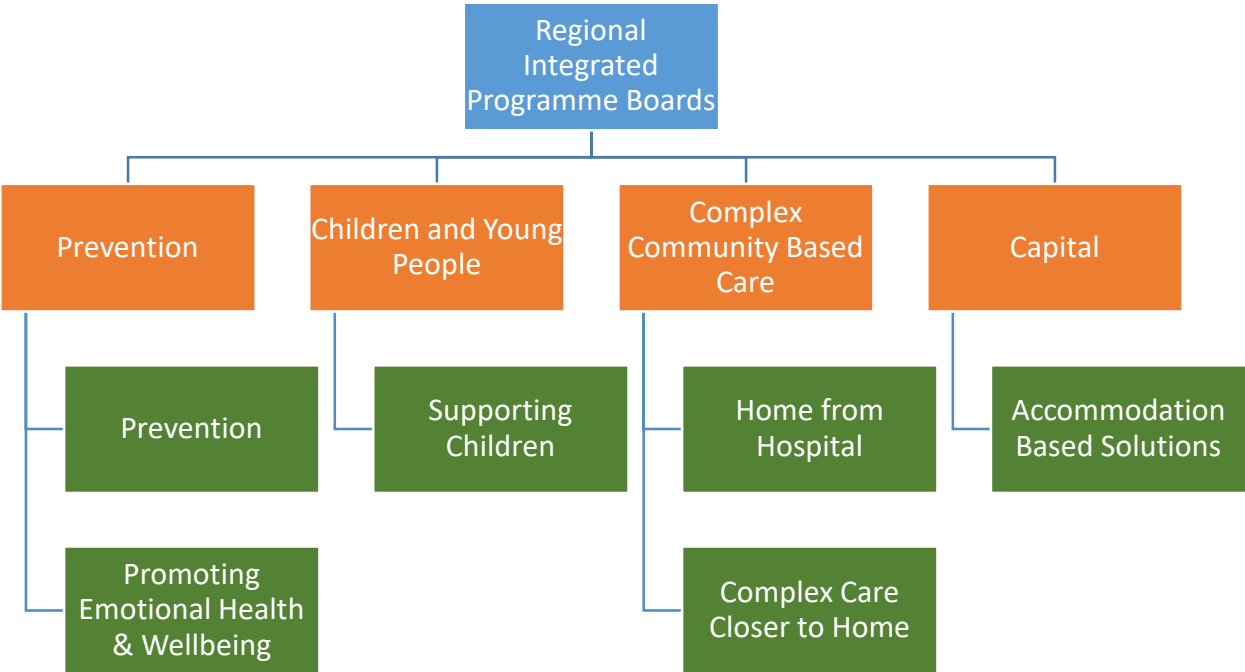 Regional
Integrated
Programme Boards
Prevention
Children and Young
People
Complex
Community Based
Care
Capital
Prevention
Supporting
Children
Home from
Hospital
Accommodation
Based Solutions
Promoting
Emotional Health
& Wellbeing
Complex Care
Closer to Home